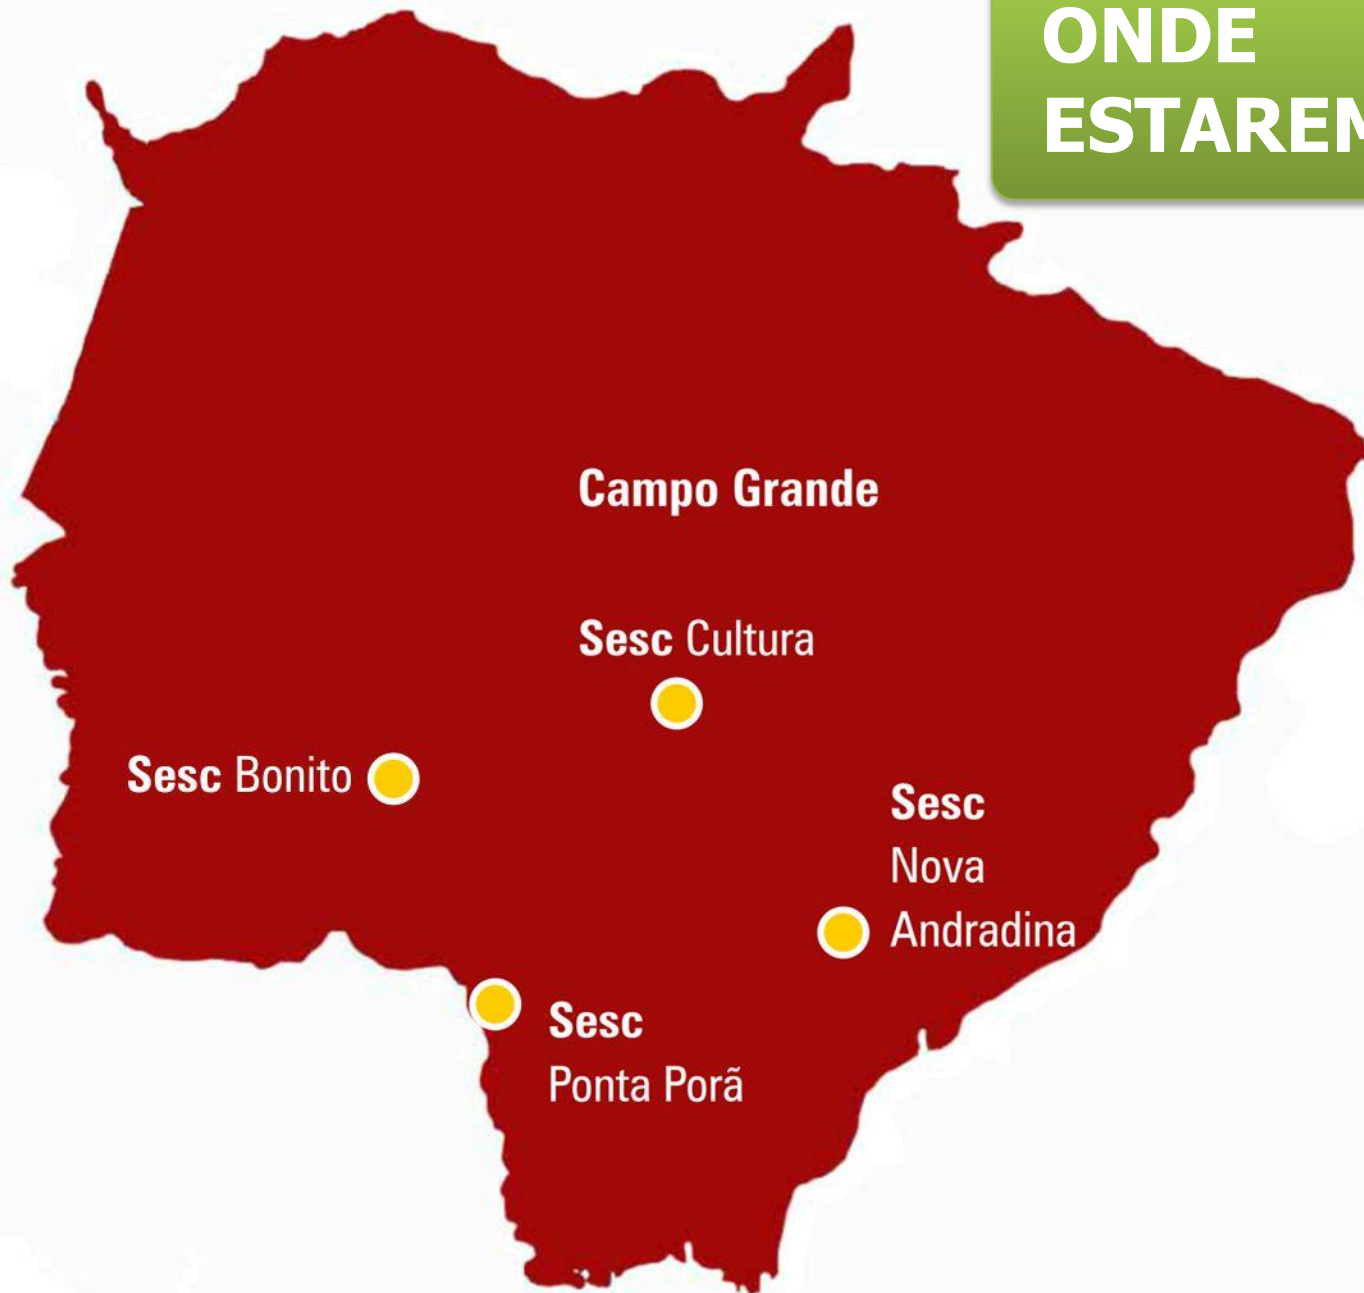 ONDE
ESTAREM
Campo Grande
Sesc Cultura
Sesc Bonito
Sesc
Nova
Andradina
Sesc
Ponta Porã